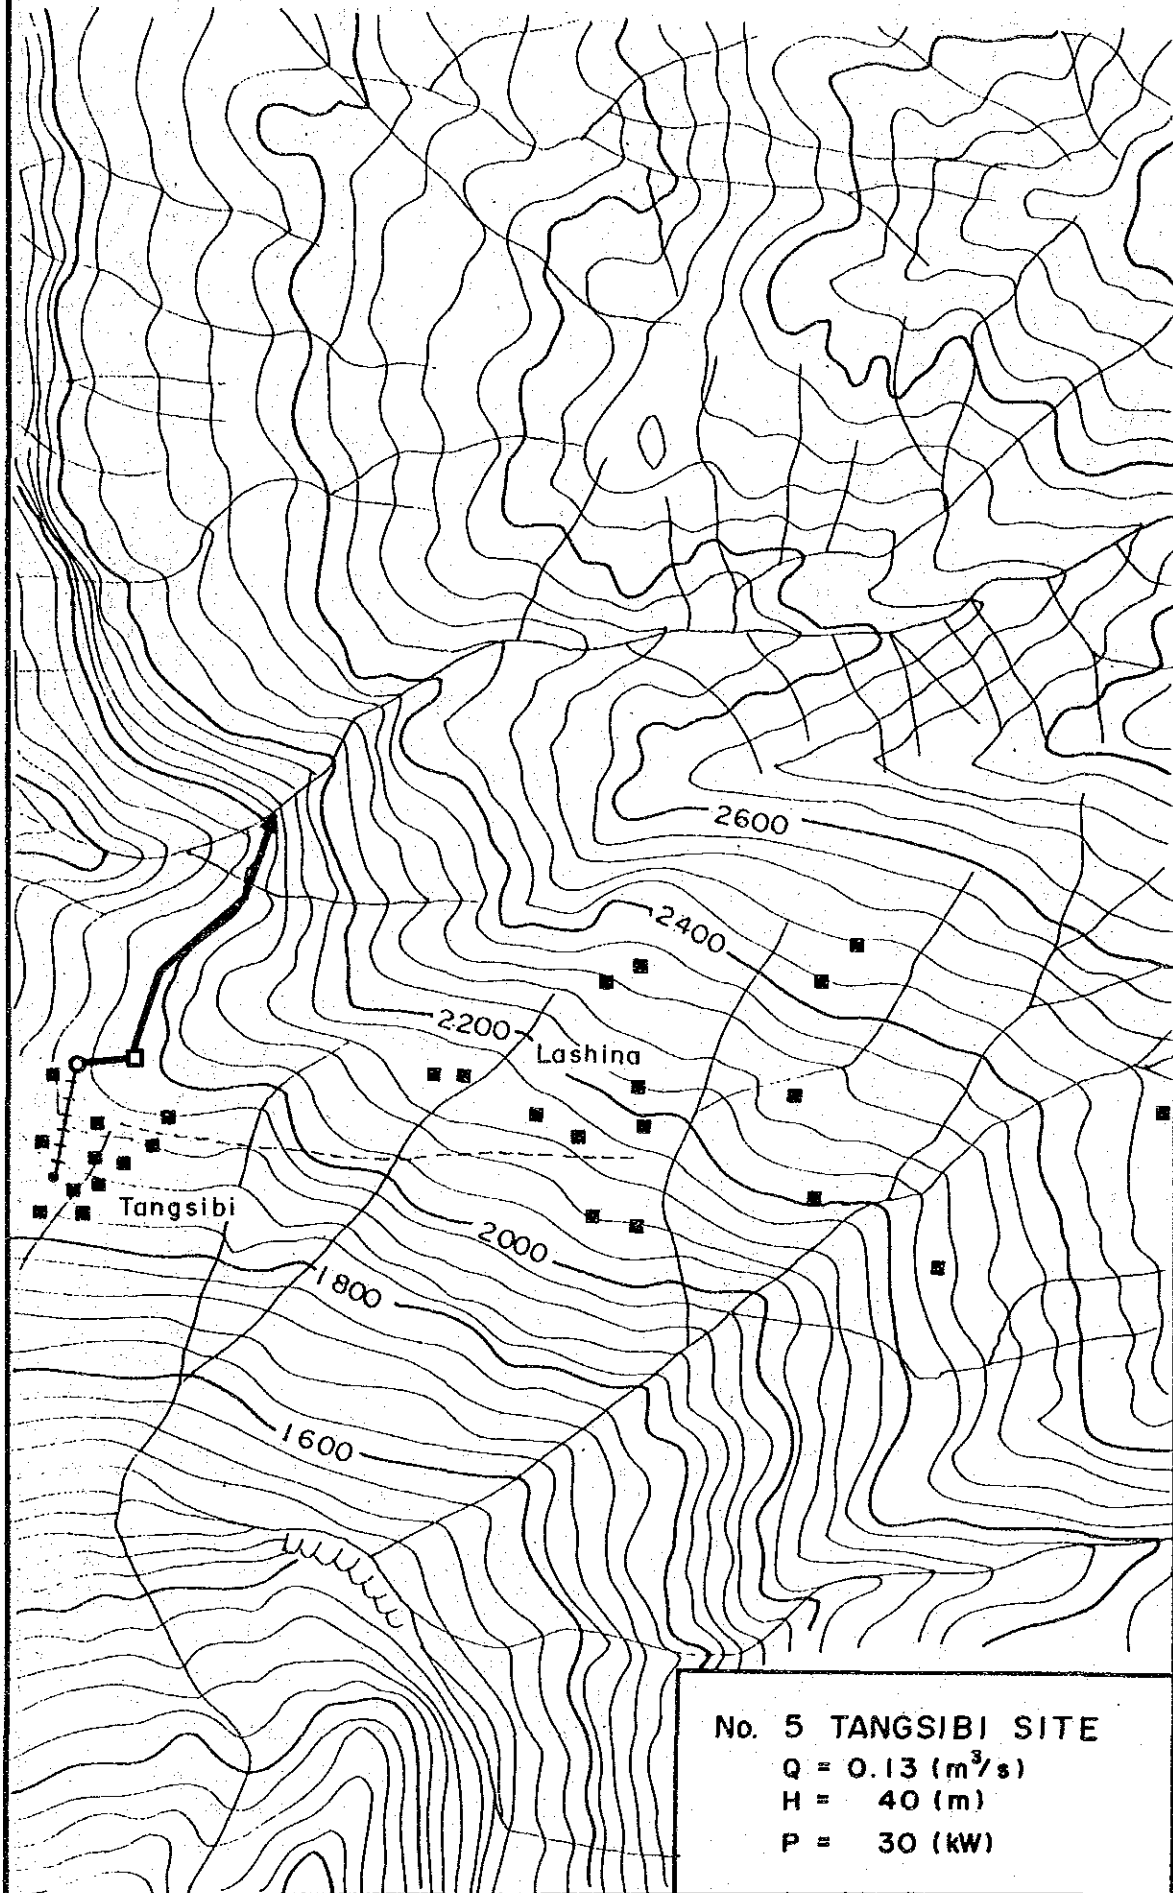 2600
2400
2200
Lashina
Tangsibi
2000
1800
1600
No. 5 TANGSIBI SITE
Q = 0.13 (m³/s)
H = 40 (m)
P = 30 (kW)